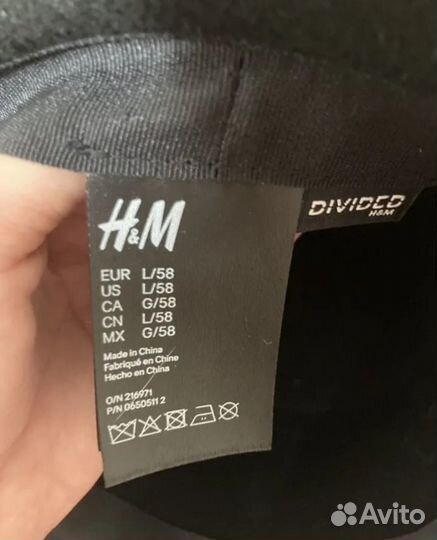 H&M
DIVIDED
H&M
EUR L/58
US L/58
CA G/58
CN L/58
MX G/58
Made in China
Fabriqué en Chine
Hecho en China
O/N 216971
P/N 0650511 2
Avito